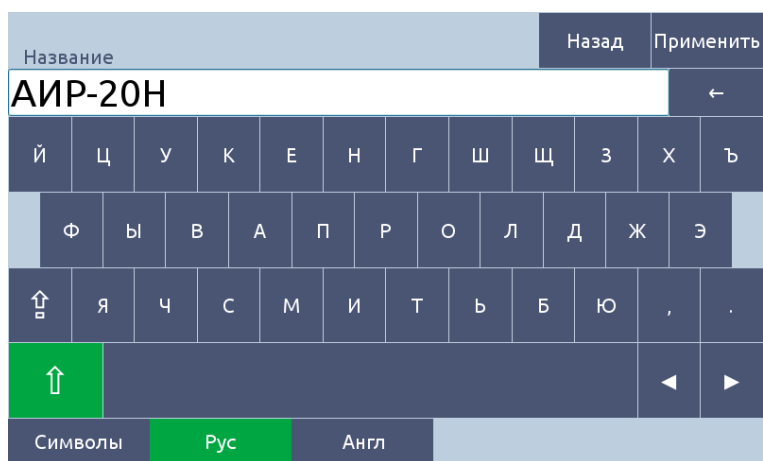 Назад Применить
Название
АИР-20Н ←
Й Ц У К Е Н Г Ш Щ З Х Ъ
Ф Ы В А П Р О Л Д Ж Э
⇪ Я Ч С М И Т Ь Б Ю , .
⇧ ◄ ►
Символы Рус Англ